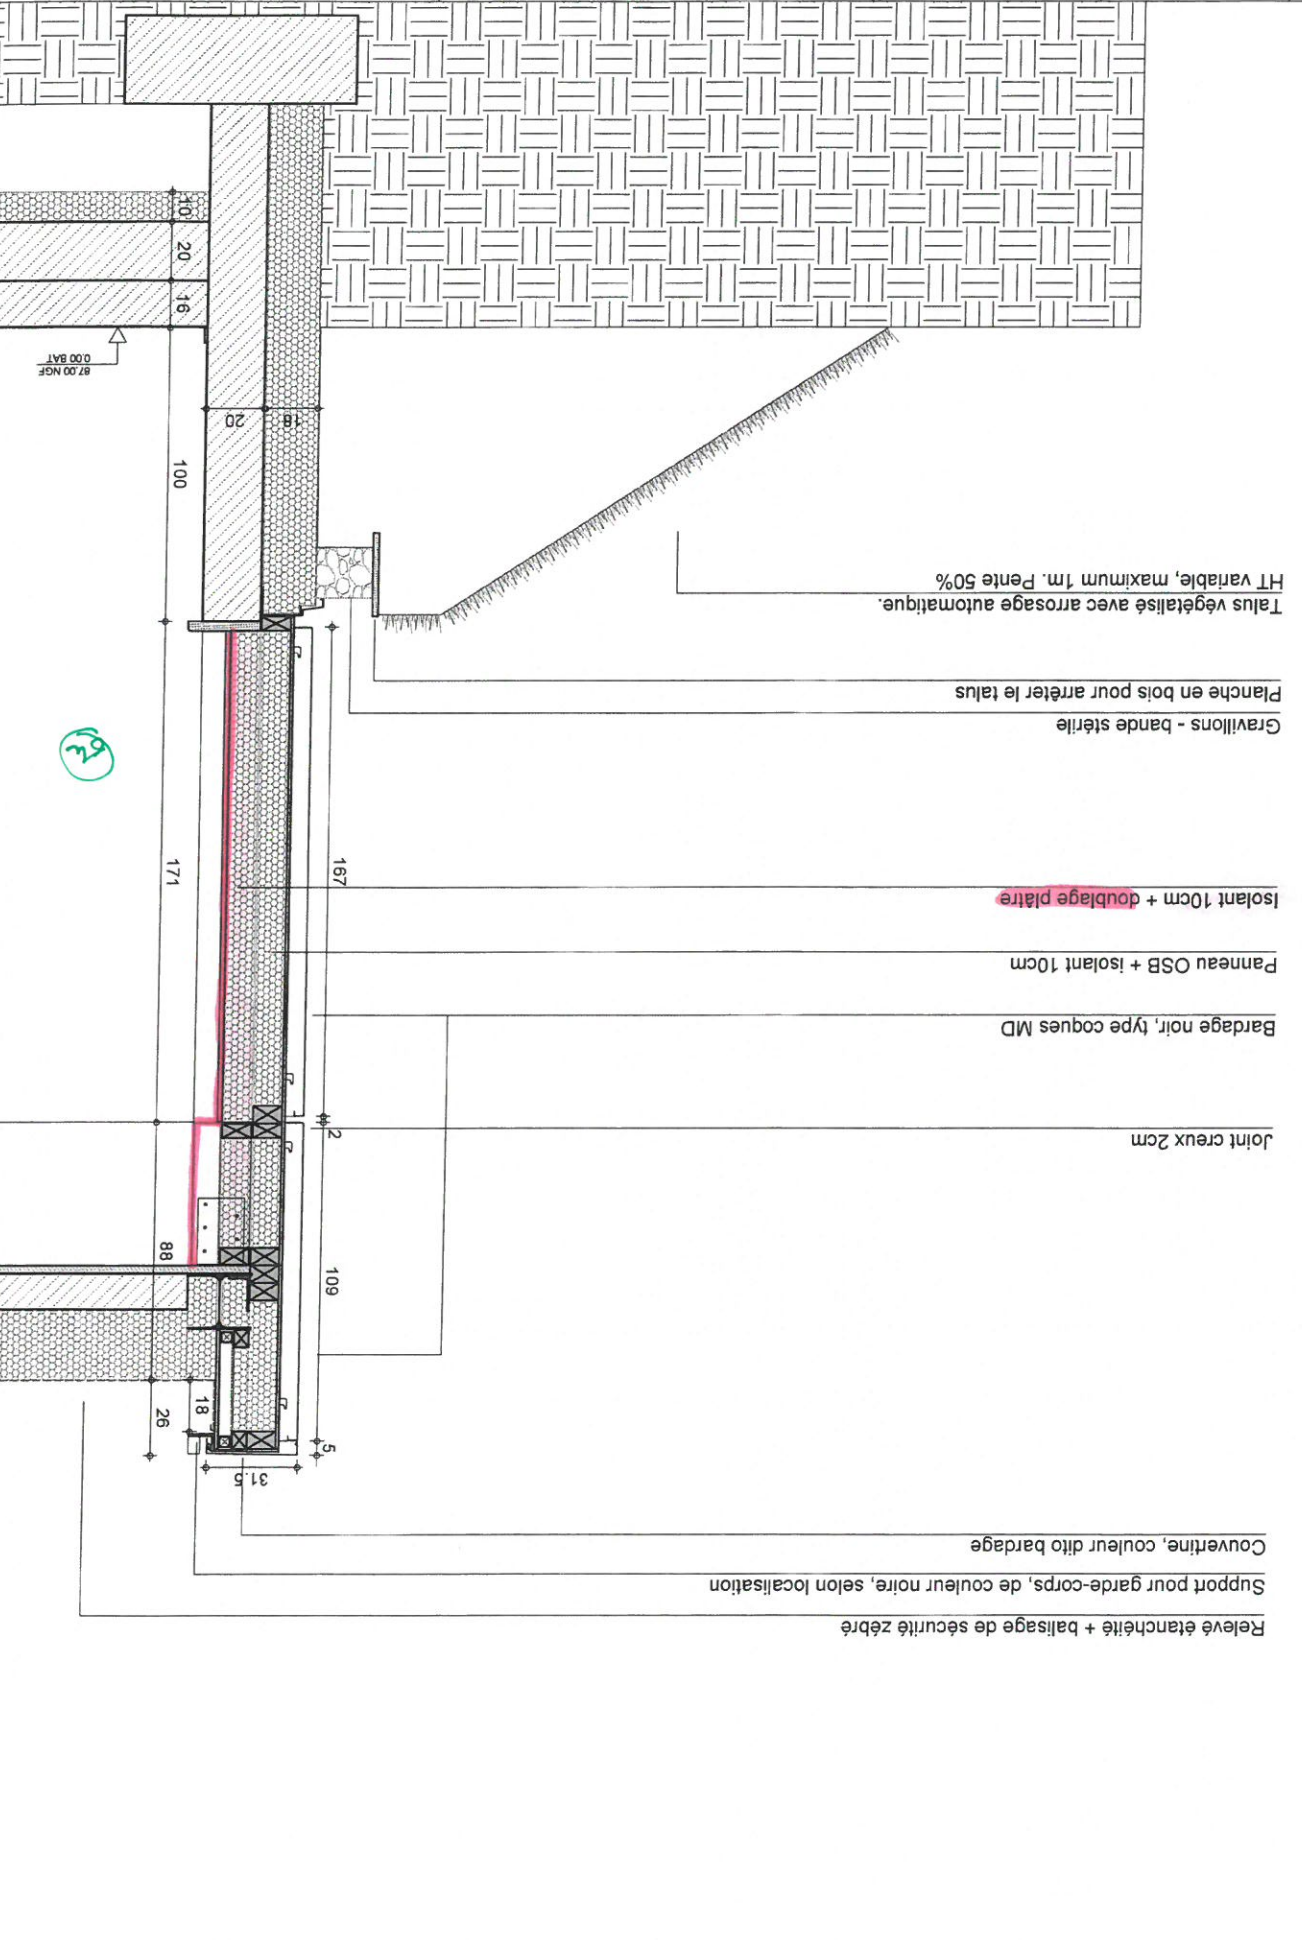 Relevé étanchéité + balisage de sécurité zébré
Support pour garde-corps, de couleur noire, selon localisation
Couvertine, couleur dito bardage
31.5
5
18
26
109
88
Joint creux 2cm
2
Bardage noir, type coques MD
Panneau OSB + isolant 10cm
Isolant 10cm + doublage plâtre
167
171
Gravillons - bande stérile
Planche en bois pour arrêter le talus
Talus végétalisé avec arrosage automatique.
HT variable, maximum 1m. Pente 50%
100
18
20
87.00 NGF
0.00 BAT
16
20
10